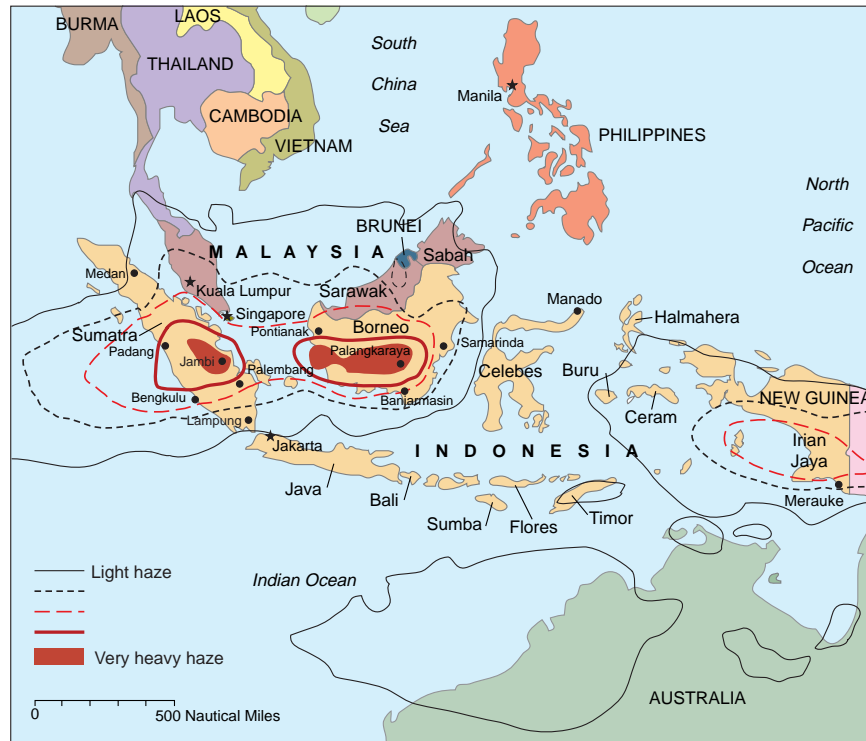 BURMA
LAOS
THAILAND
CAMBODIA
VIETNAM
South
China
Sea
Manila
PHILIPPINES
North
Pacific
Ocean
BRUNEI
MALAYSIA
Sabah
Medan
Kuala Lumpur
Sarawak
Singapore
Manado
Halmahera
Sumatra
Pontianak
Borneo
Padang
Jambi
Palangkaraya
Samarinda
Palembang
Celebes
Buru
Bengkulu
Banjarmasin
Ceram
NEW GUINEA
Lampung
Jakarta
INDONESIA
Irian
Jaya
Java
Bali
Merauke
Sumba
Flores
Timor
Light haze
Indian Ocean
Very heavy haze
0
500 Nautical Miles
AUSTRALIA